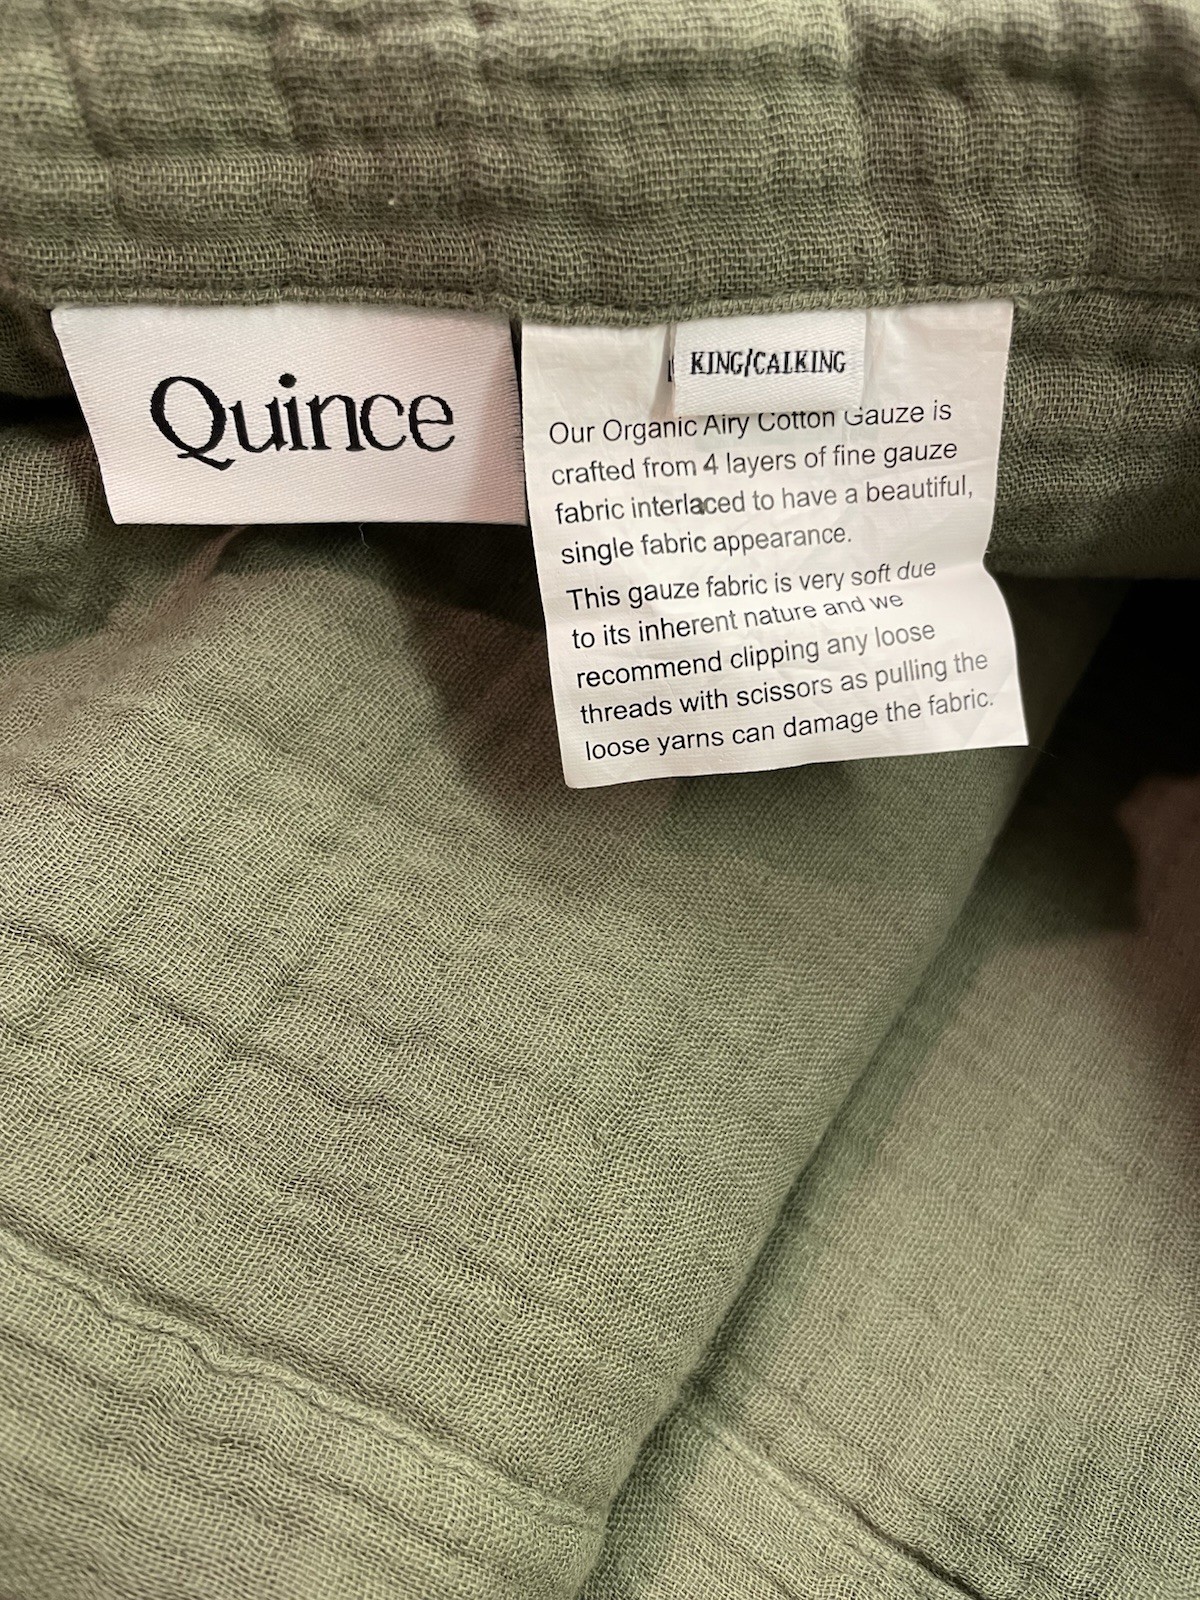 Quince
KING/CALKING
Our Organic Airy Cotton Gauze is
crafted from 4 layers of fine gauze
fabric interlaced to have a beautiful,
single fabric appearance.
This gauze fabric is very soft due
to its inherent nature and we
recommend clipping any loose
threads with scissors as pulling the
loose yarns can damage the fabric.